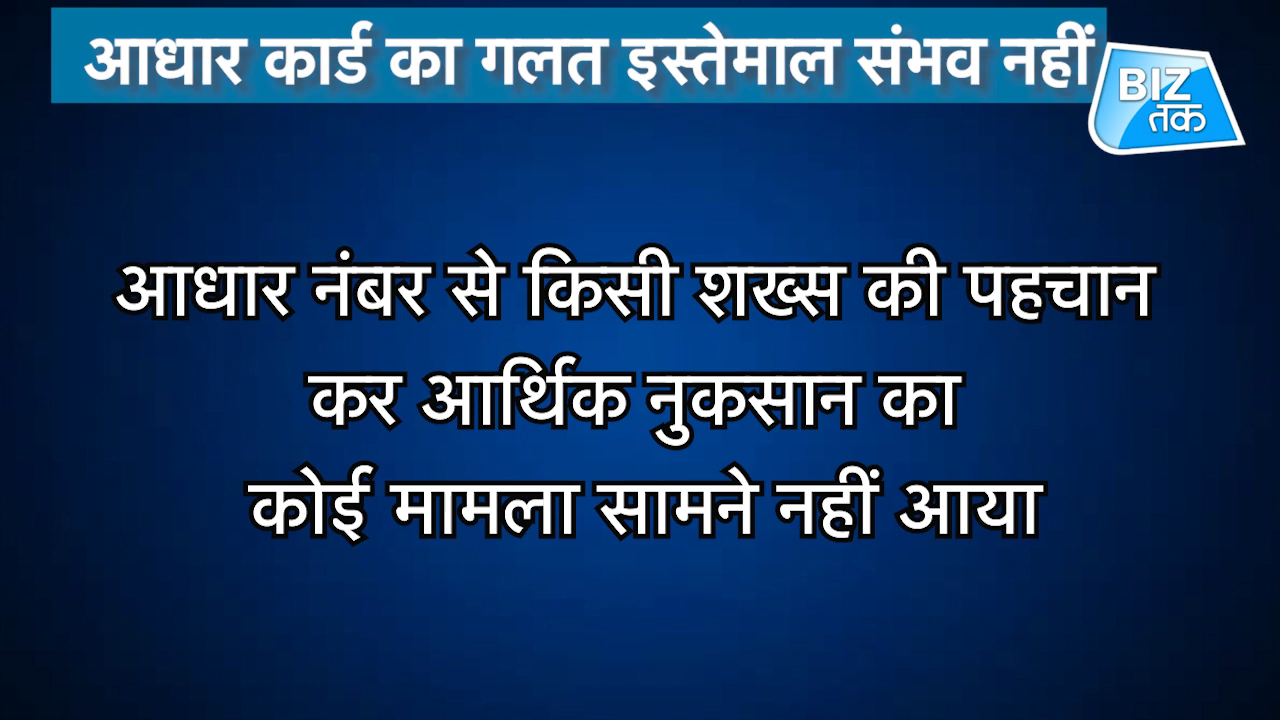 आधार कार्ड का गलत इस्तेमाल संभव नहीं
BIZ
तक
आधार नंबर से किसी शख्स की पहचान
कर आर्थिक नुकसान का
कोई मामला सामने नहीं आया